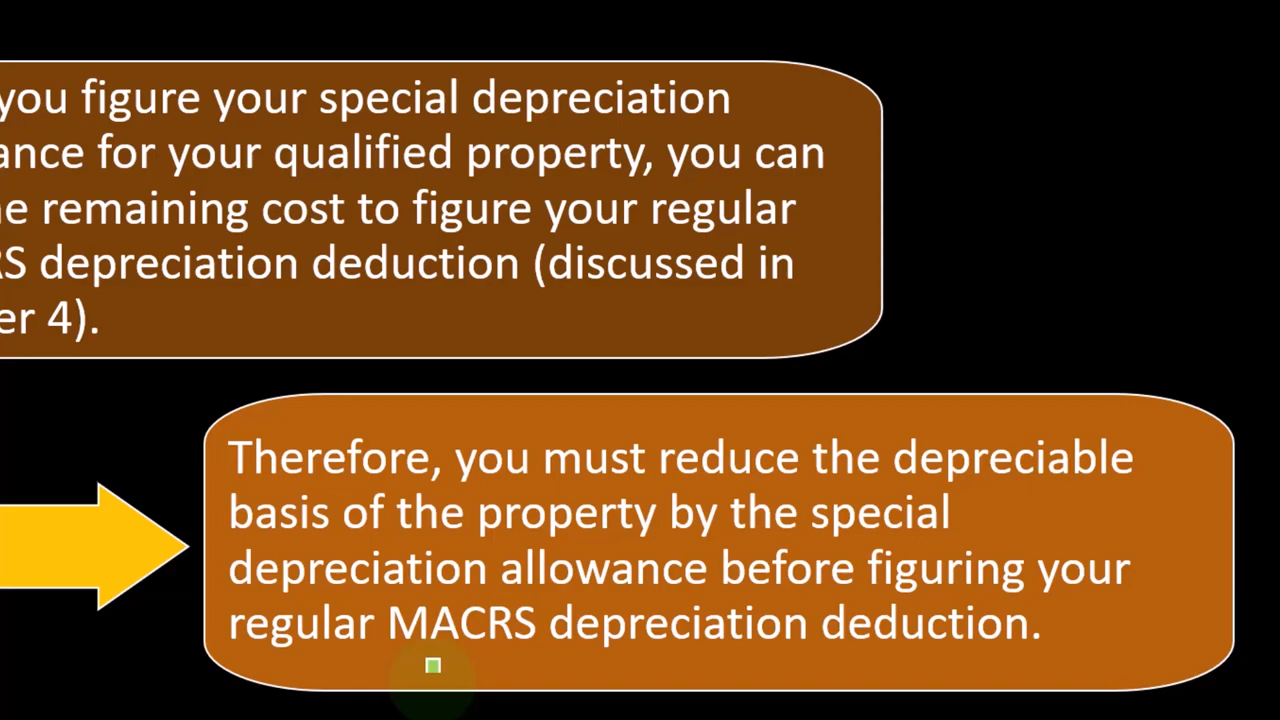 you figure your special depreciation
ance for your qualified property, you can
e remaining cost to figure your regular
RS depreciation deduction (discussed in
er 4).
Therefore, you must reduce the depreciable
basis of the property by the special
depreciation allowance before figuring your
regular MACRS depreciation deduction.